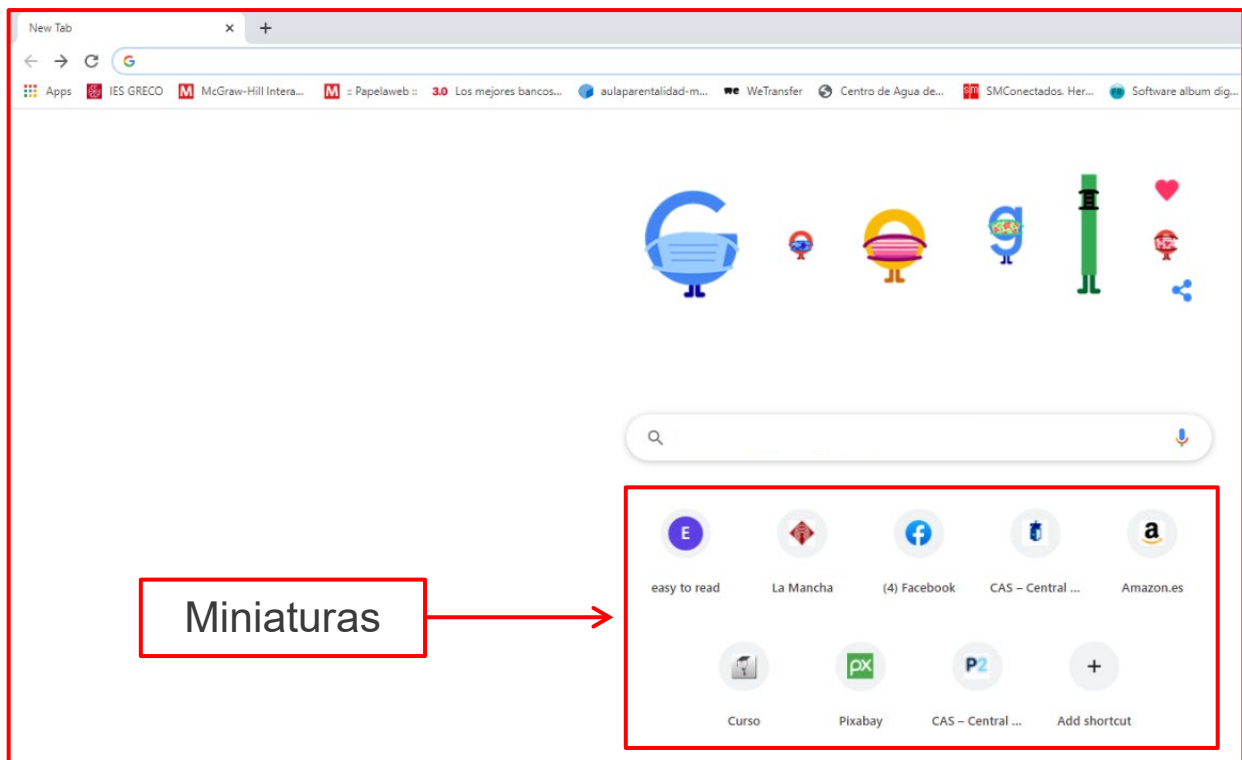 New Tab
Apps IES GRECO McGraw-Hill Intera... :: Papelaweb :: 3.0 Los mejores bancos... aulaparentalidad-m... we WeTransfer Centro de Agua de... SMConectados. Her... Software album dig...
easy to read La Mancha (4) Facebook CAS – Central ... Amazon.es
Miniaturas
Curso Pixabay CAS – Central ... Add shortcut